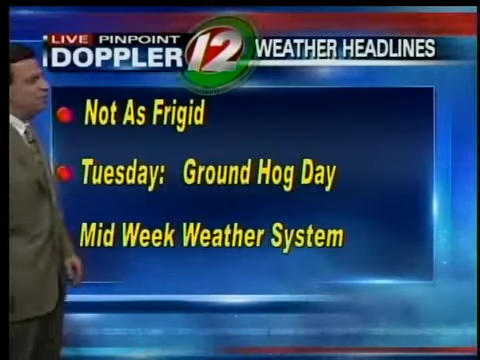 LIVE PINPOINT
DOPPLER 12 WEATHER HEADLINES
Not As Frigid
Tuesday: Ground Hog Day
Mid Week Weather System